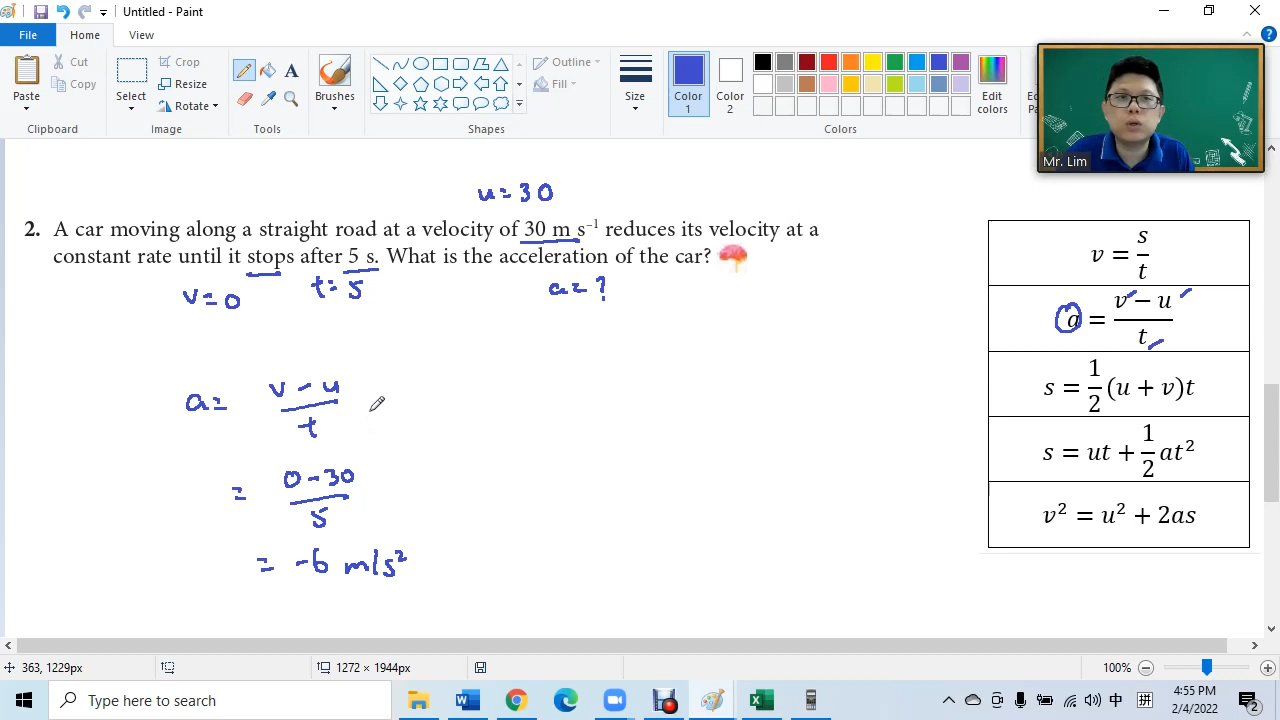 Untitled - Paint
File
Home
View
Paste
Cut
Copy
Clipboard
Select
Crop
Resize
Rotate
Image
Tools
Brushes
Shapes
Outline
Fill
Size
Color 1
Color 2
Edit colors
Colors
Mr. Lim
u = 30
2. A car moving along a straight road at a velocity of 30 m s⁻¹ reduces its velocity at a
constant rate until it stops after 5 s. What is the acceleration of the car?
v = 0
t = 5
a = ?
a = (v - u)/t
= (0 - 30)/5
= -6 m/s²
v = s/t
a = (v − u)/t
s = 1/2 (u + v)t
s = ut + 1/2 at²
v² = u² + 2as
363, 1229px
1272 × 1944px
100%
Type here to search
中
拼
4:55 PM
2/4/2022
2